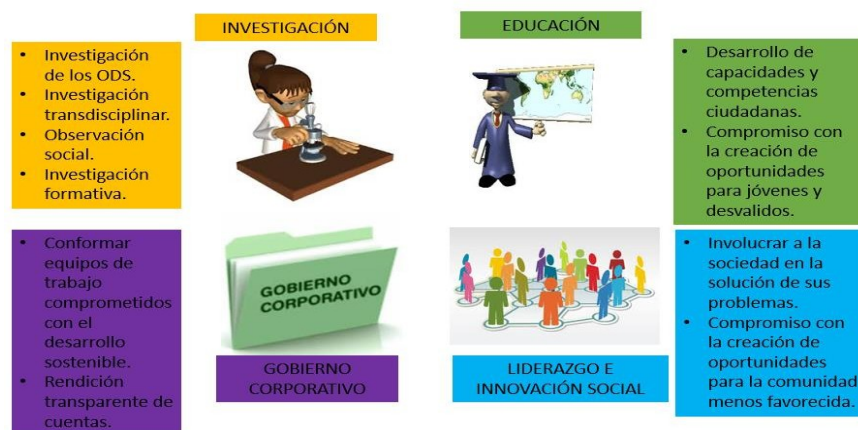 INVESTIGACIÓN
• Investigación
de los ODS.
• Investigación
transdisciplinar.
• Observación
social.
• Investigación
formativa.
EDUCACIÓN
• Desarrollo de
capacidades y
competencias
ciudadanas.
• Compromiso con
la creación de
oportunidades
para jóvenes y
desvalidos.
• Conformar
equipos de
trabajo
comprometidos
con el
desarrollo
sostenible.
• Rendición
transparente de
cuentas.
GOBIERNO
CORPORATIVO
GOBIERNO
CORPORATIVO
LIDERAZGO E
INNOVACIÓN SOCIAL
• Involucrar a la
sociedad en la
solución de sus
problemas.
• Compromiso con
la creación de
oportunidades
para la comunidad
menos favorecida.